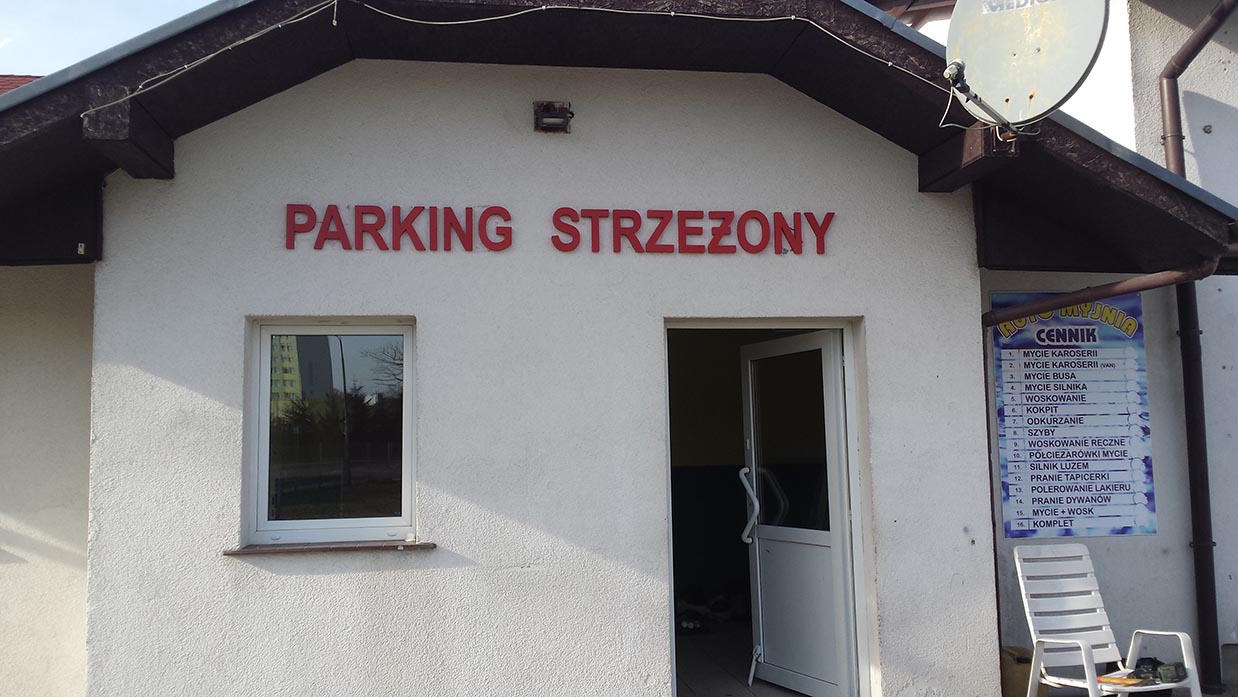 PARKING STRZEŻONY
AUTO MYJNIA
CENNIK
1. MYCIE KAROSERII
2. MYCIE KAROSERII (VAN)
3. MYCIE BUSA
4. MYCIE SILNIKA
5. WOSKOWANIE
6. KOKPIT
7. ODKURZANIE
8. SZYBY
9. WOSKOWANIE RECZNE
10. PÓŁCIEŻARÓWKI MYCIE
11. SILNIK LUZEM
12. PRANIE TAPICERKI
13. POLEROWANIE LAKIERU
14. PRANIE DYWANÓW
15. MYCIE + WOSK
16. KOMPLET